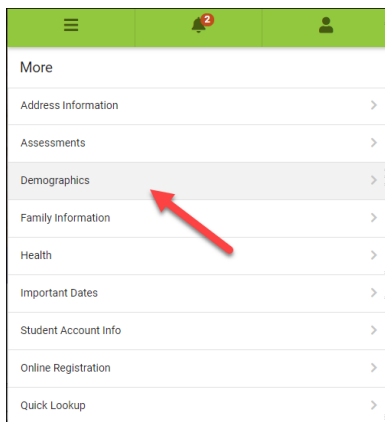 2
More
Address Information
Assessments
Demographics
Family Information
Health
Important Dates
Student Account Info
Online Registration
Quick Lookup